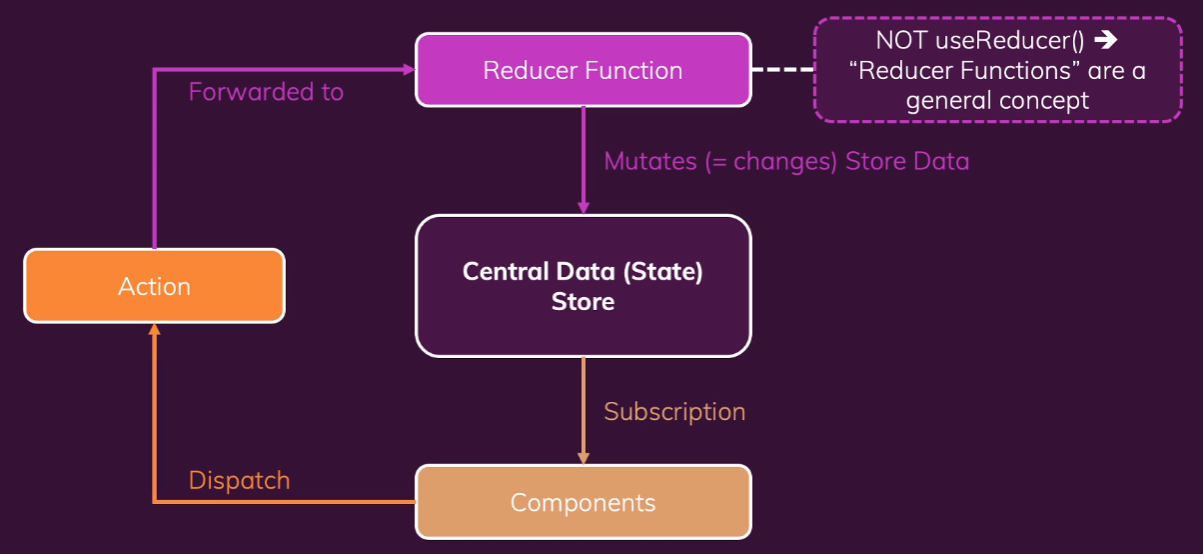 Reducer Function
NOT useReducer() 🡺
“Reducer Functions” are a
general concept
Forwarded to
Mutates (= changes) Store Data
Action
Central Data (State)
Store
Subscription
Dispatch
Components